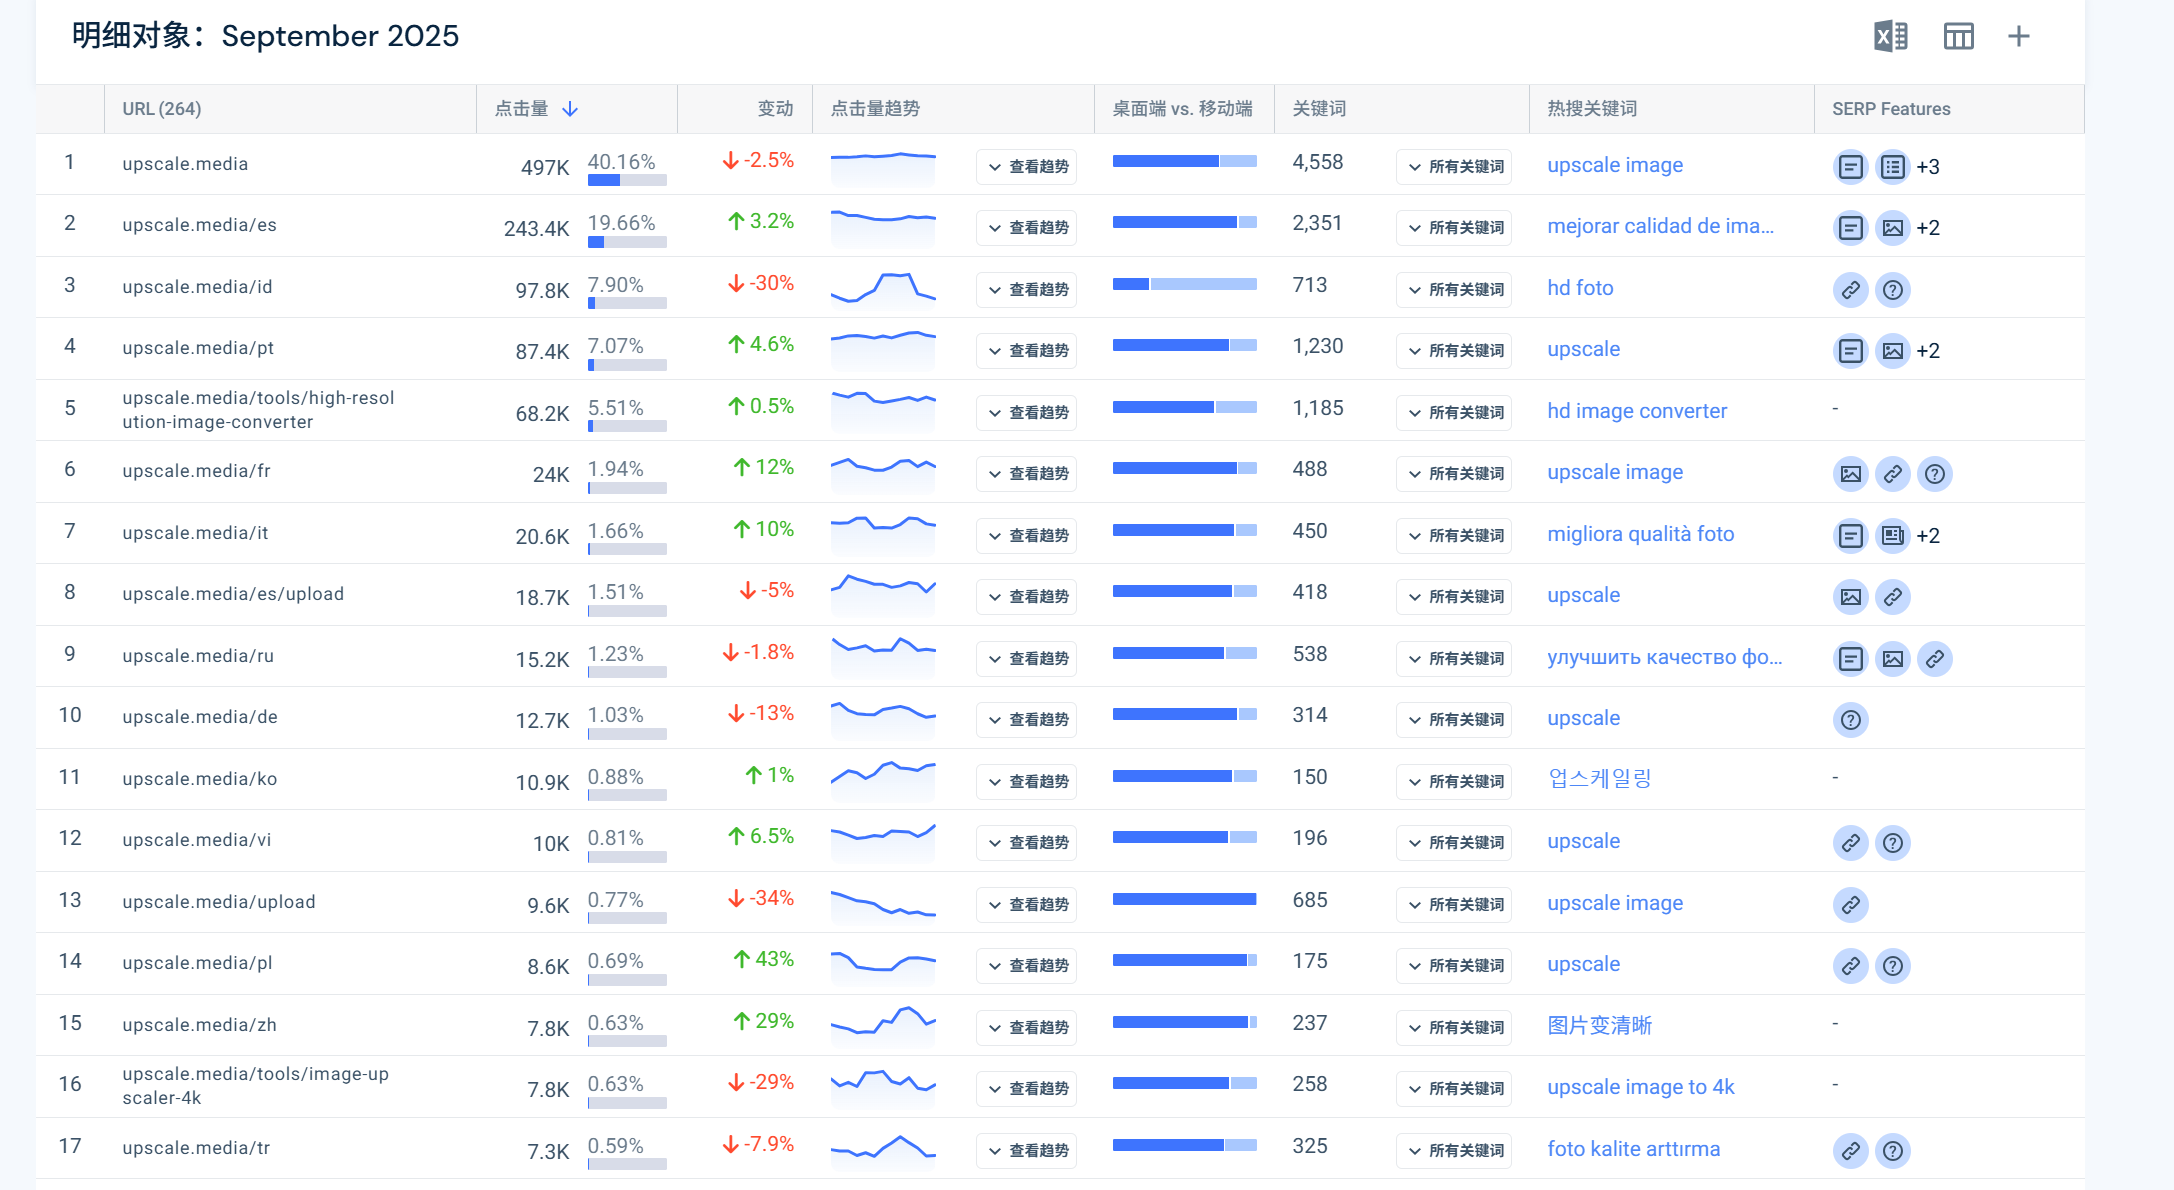 明细对象：September 2025
URL (264) 点击量 变动 点击量趋势 桌面端 vs. 移动端 关键词 热搜关键词 SERP Features
1 upscale.media 497K 40.16% -2.5% 查看趋势 4,558 所有关键词 upscale image +3
2 upscale.media/es 243.4K 19.66% 3.2% 查看趋势 2,351 所有关键词 mejorar calidad de ima... +2
3 upscale.media/id 97.8K 7.90% -30% 查看趋势 713 所有关键词 hd foto
4 upscale.media/pt 87.4K 7.07% 4.6% 查看趋势 1,230 所有关键词 upscale +2
5 upscale.media/tools/high-resol
ution-image-converter 68.2K 5.51% 0.5% 查看趋势 1,185 所有关键词 hd image converter -
6 upscale.media/fr 24K 1.94% 12% 查看趋势 488 所有关键词 upscale image
7 upscale.media/it 20.6K 1.66% 10% 查看趋势 450 所有关键词 migliora qualità foto +2
8 upscale.media/es/upload 18.7K 1.51% -5% 查看趋势 418 所有关键词 upscale
9 upscale.media/ru 15.2K 1.23% -1.8% 查看趋势 538 所有关键词 улучшить качество фо...
10 upscale.media/de 12.7K 1.03% -13% 查看趋势 314 所有关键词 upscale
11 upscale.media/ko 10.9K 0.88% 1% 查看趋势 150 所有关键词 업스케일링 -
12 upscale.media/vi 10K 0.81% 6.5% 查看趋势 196 所有关键词 upscale
13 upscale.media/upload 9.6K 0.77% -34% 查看趋势 685 所有关键词 upscale image
14 upscale.media/pl 8.6K 0.69% 43% 查看趋势 175 所有关键词 upscale
15 upscale.media/zh 7.8K 0.63% 29% 查看趋势 237 所有关键词 图片变清晰 -
16 upscale.media/tools/image-up
scaler-4k 7.8K 0.63% -29% 查看趋势 258 所有关键词 upscale image to 4k -
17 upscale.media/tr 7.3K 0.59% -7.9% 查看趋势 325 所有关键词 foto kalite arttırma